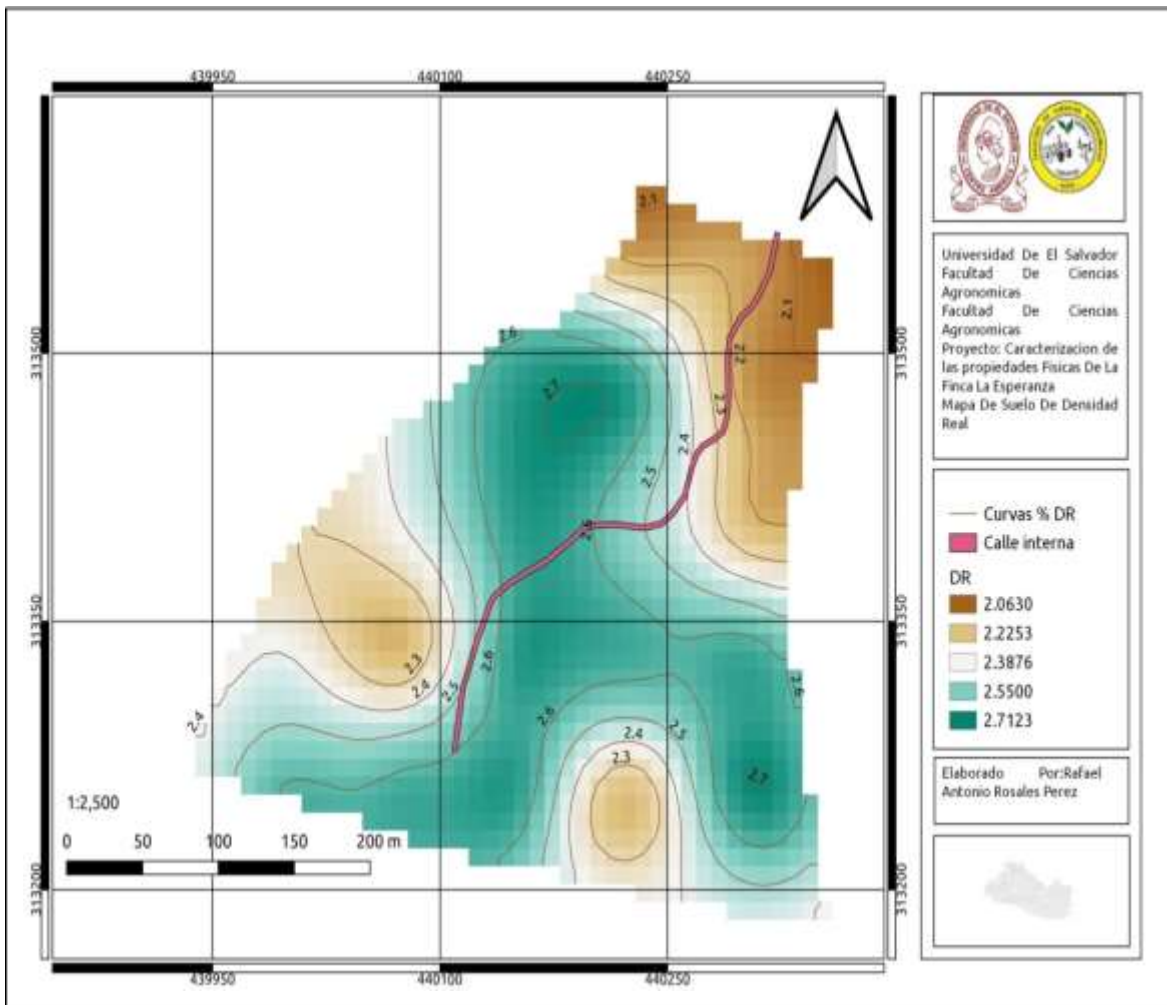 439950 440100 440250
313500 313500
313350 313350
313200 313200
439950 440100 440250
2.1
2.1
2.6
2.2
2.7
2.3
2.4
2.5
2.6
2.3
2.4
2.5
2.6
2.4
2.6
2.4
2.5
2.6
2.3
2.7
1:2,500
0 50 100 150 200 m
Universidad De El Salvador
Facultad De Ciencias
Agronomicas
Facultad De Ciencias
Agronomicas
Proyecto: Caracterizacion de
las propiedades Fisicas De La
Finca La Esperanza
Mapa De Suelo De Densidad
Real
Curvas % DR
Calle interna
DR
2.0630
2.2253
2.3876
2.5500
2.7123
Elaborado Por:Rafael
Antonio Rosales Perez